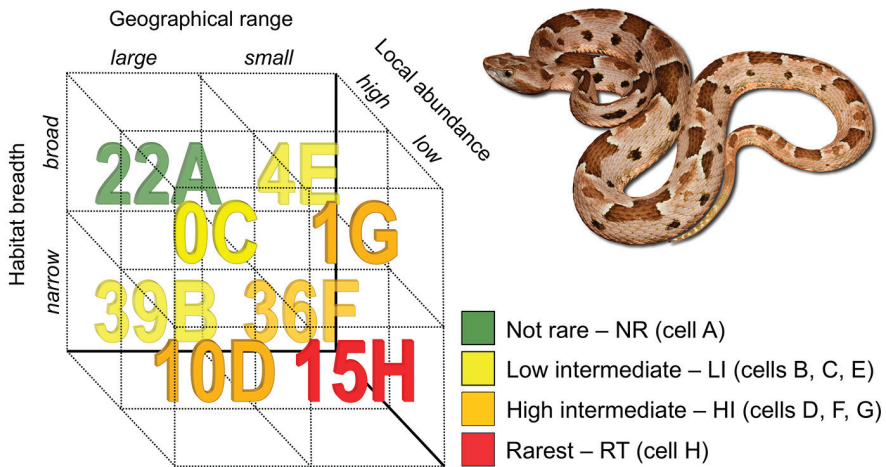 Geographical range
large small
Local abundance
high
low
Habitat breadth
broad
narrow
22A 4E
0C 1G
39B 36F
10D 15H
Not rare – NR (cell A)
Low intermediate – LI (cells B, C, E)
High intermediate – HI (cells D, F, G)
Rarest – RT (cell H)